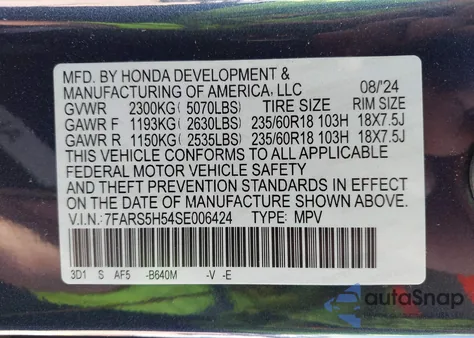 MFD. BY HONDA DEVELOPMENT &
MANUFACTURING OF AMERICA, LLC 08/'24
GVWR 2300KG( 5070LBS) TIRE SIZE RIM SIZE
GAWR F 1193KG( 2630LBS) 235/60R18 103H 18X7.5J
GAWR R 1150KG( 2535LBS) 235/60R18 103H 18X7.5J
THIS VEHICLE CONFORMS TO ALL APPLICABLE
FEDERAL MOTOR VEHICLE SAFETY
AND THEFT PREVENTION STANDARDS IN EFFECT
ON THE DATE OF MANUFACTURE SHOWN ABOVE.
V.I.N: 7FARS5H54SE006424 TYPE: MPV
3D1 S AF5 -B640M -V -E
autoSnap